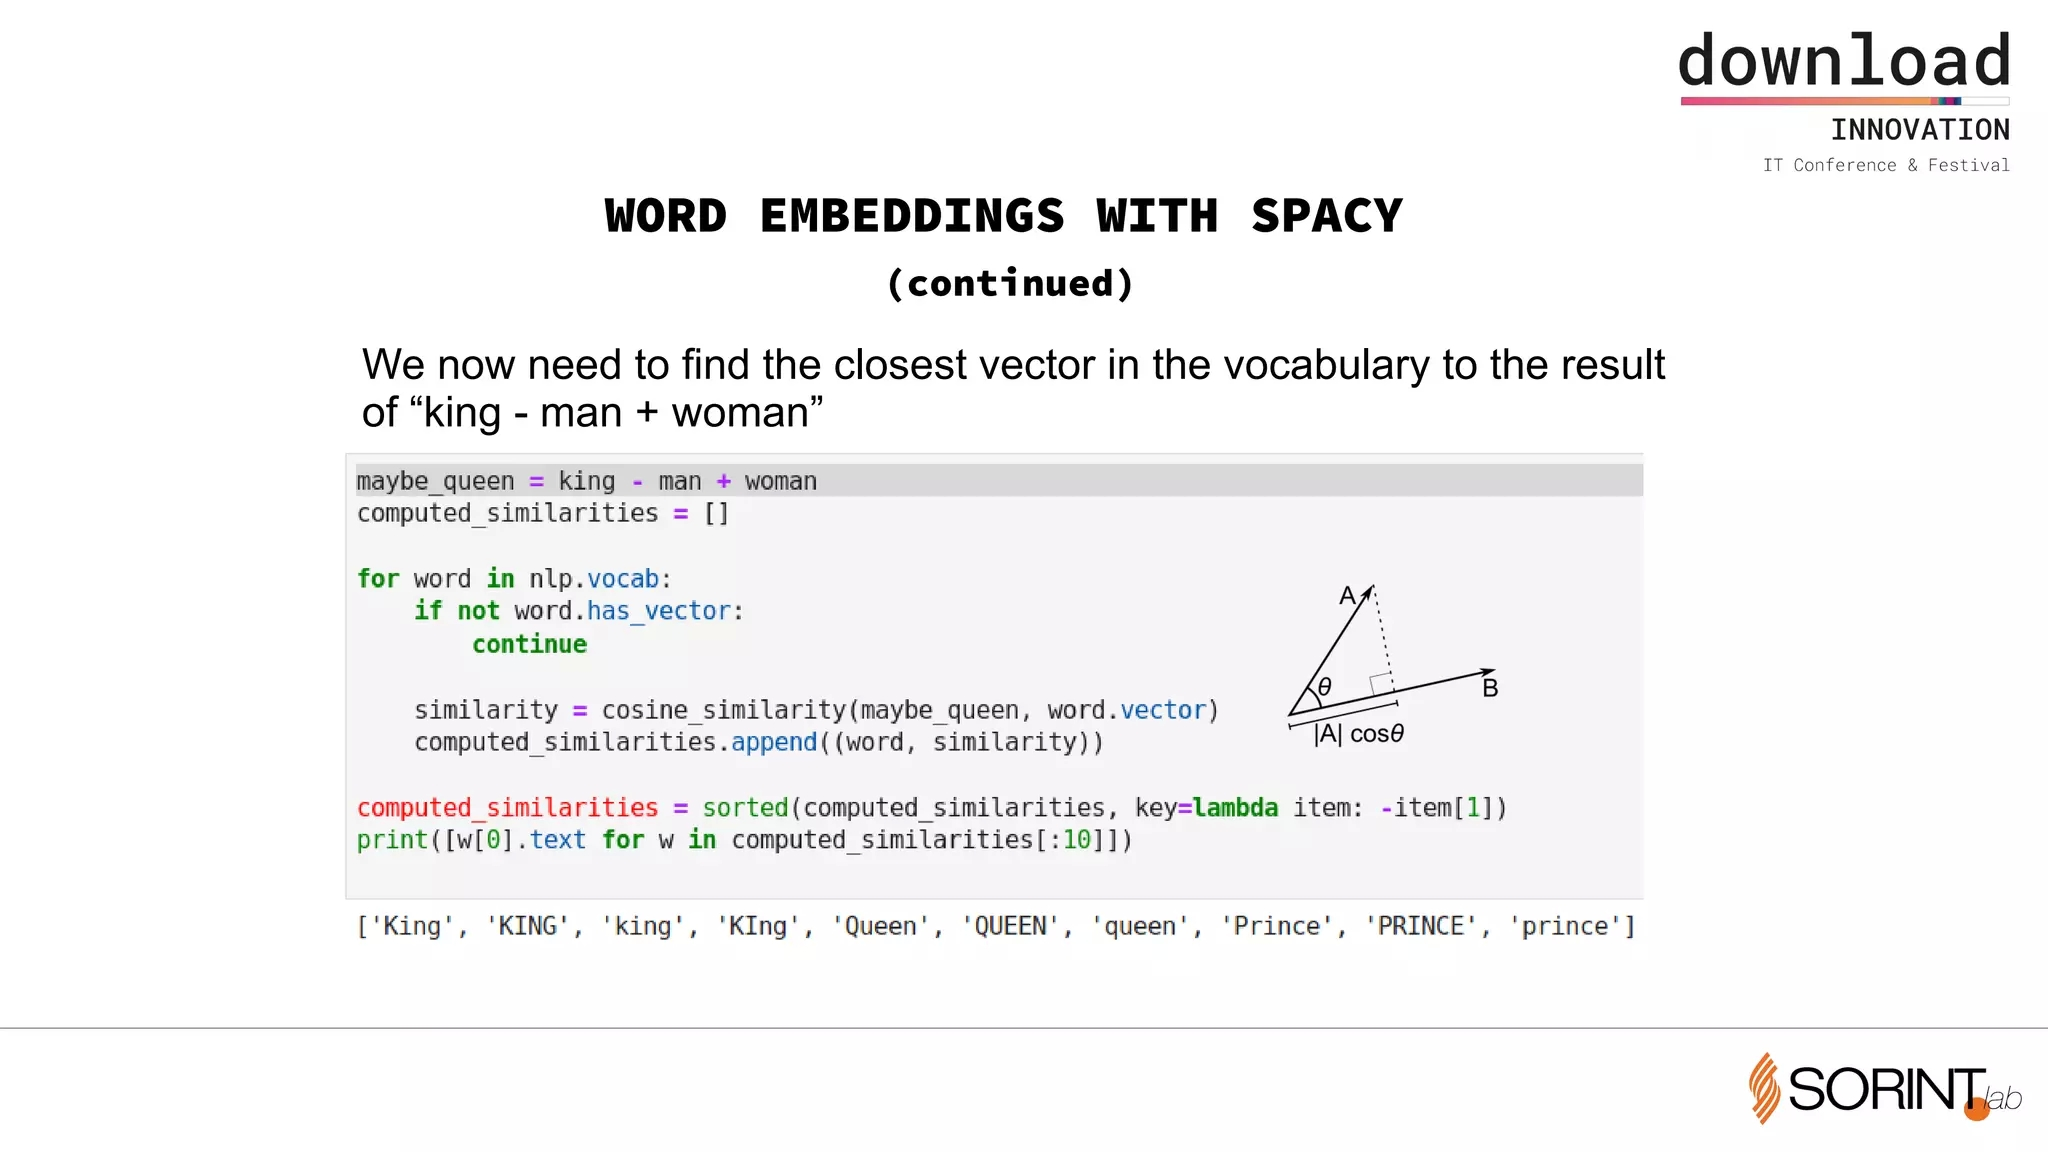 download
INNOVATION
IT Conference & Festival
WORD EMBEDDINGS WITH SPACY
(continued)
We now need to find the closest vector in the vocabulary to the result
of “king - man + woman”
maybe_queen = king - man + woman
computed_similarities = []
for word in nlp.vocab:
    if not word.has_vector:
        continue
    similarity = cosine_similarity(maybe_queen, word.vector)
    computed_similarities.append((word, similarity))
computed_similarities = sorted(computed_similarities, key=lambda item: -item[1])
print([w[0].text for w in computed_similarities[:10]])
A
θ
B
|A| cosθ
['King', 'KING', 'king', 'KIng', 'Queen', 'QUEEN', 'queen', 'Prince', 'PRINCE', 'prince']
SORINT.lab